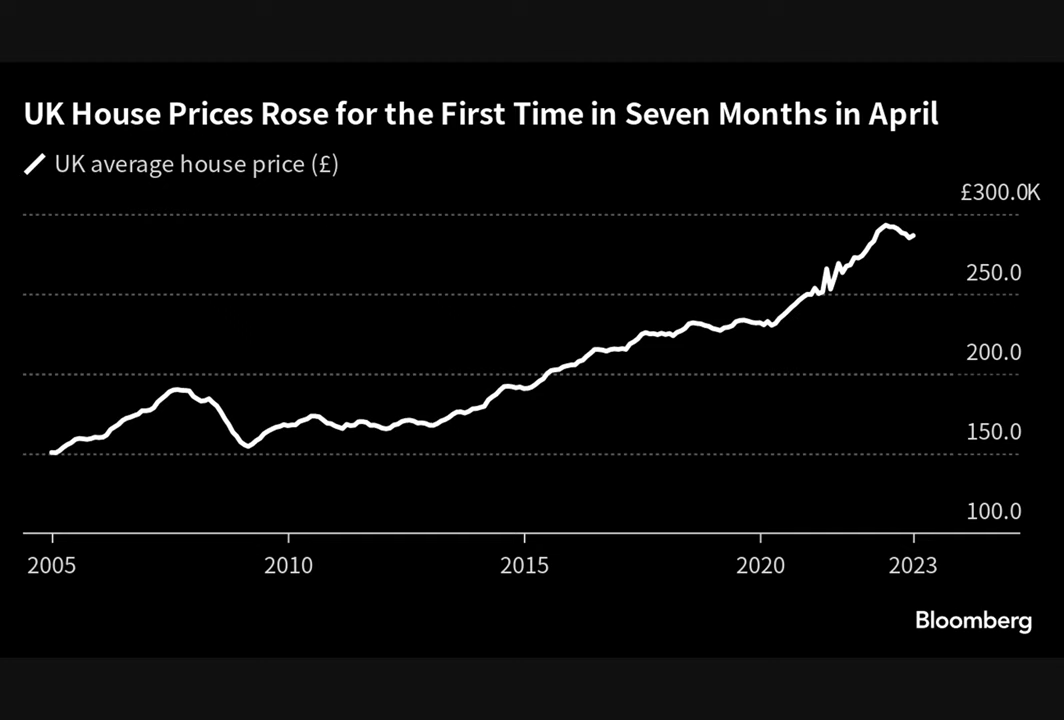 UK House Prices Rose for the First Time in Seven Months in April
UK average house price (£)
£300.0K
250.0
200.0
150.0
100.0
2005 2010 2015 2020 2023
Bloomberg